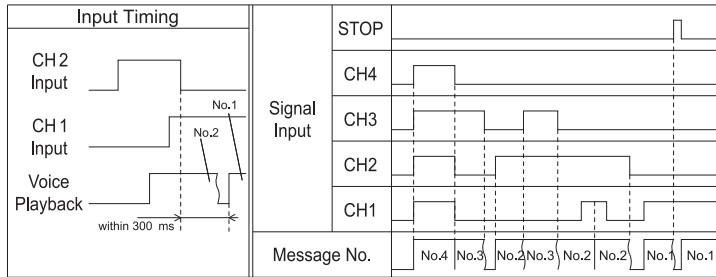 Input Timing
CH 2
Input
CH 1
Input
Voice
Playback
No.1
No.2
within 300 ms
Signal
Input
STOP
CH4
CH3
CH2
CH1
Message No.
No.4 No.3 No.2 No.3 No.2 No.2 No.1 No.1